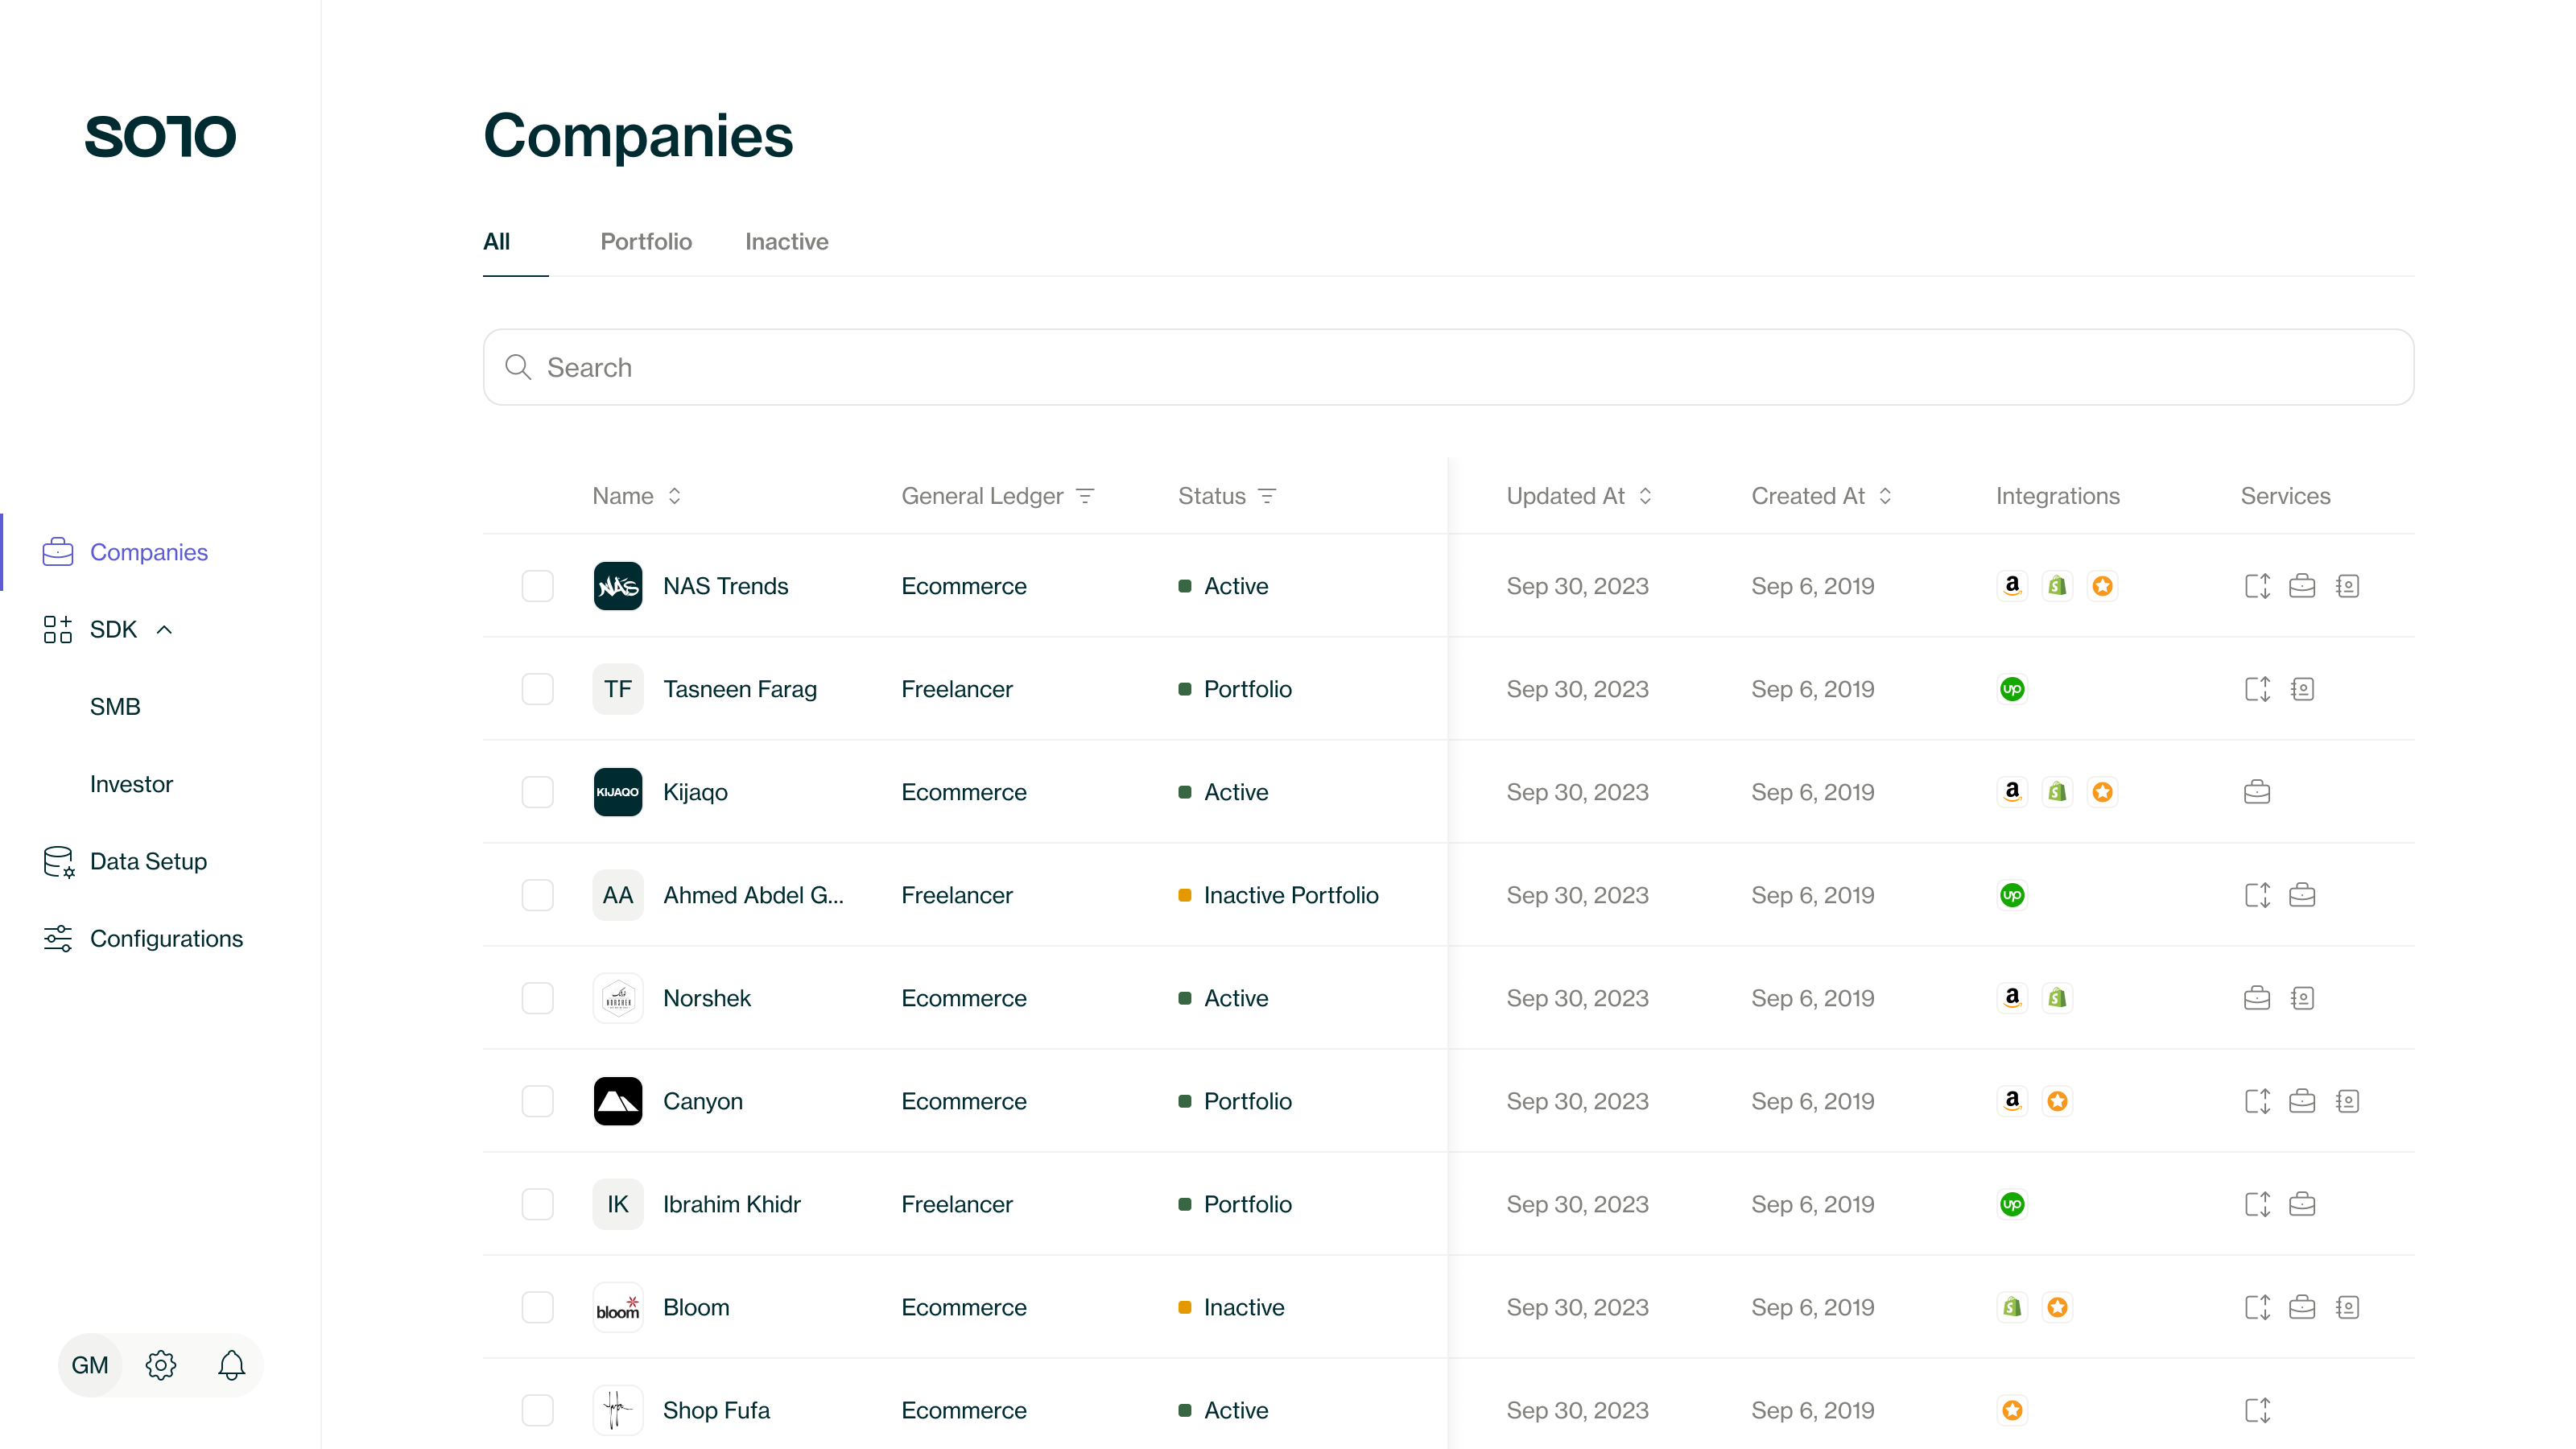 SOLO
Companies
All Portfolio Inactive
Search
Name General Ledger Status Updated At Created At Integrations Services
NAS NAS Trends Ecommerce Active Sep 30, 2023 Sep 6, 2019 a S
TF Tasneen Farag Freelancer Portfolio Sep 30, 2023 Sep 6, 2019 up
KIJAQO Kijaqo Ecommerce Active Sep 30, 2023 Sep 6, 2019 a S
AA Ahmed Abdel G... Freelancer Inactive Portfolio Sep 30, 2023 Sep 6, 2019 up
NORSHEK Norshek Ecommerce Active Sep 30, 2023 Sep 6, 2019 a S
Canyon Ecommerce Portfolio Sep 30, 2023 Sep 6, 2019 a
IK Ibrahim Khidr Freelancer Portfolio Sep 30, 2023 Sep 6, 2019 up
bloom Bloom Ecommerce Inactive Sep 30, 2023 Sep 6, 2019 S
Shop Fufa Ecommerce Active Sep 30, 2023 Sep 6, 2019
Companies
SDK
SMB
Investor
Data Setup
Configurations
GM